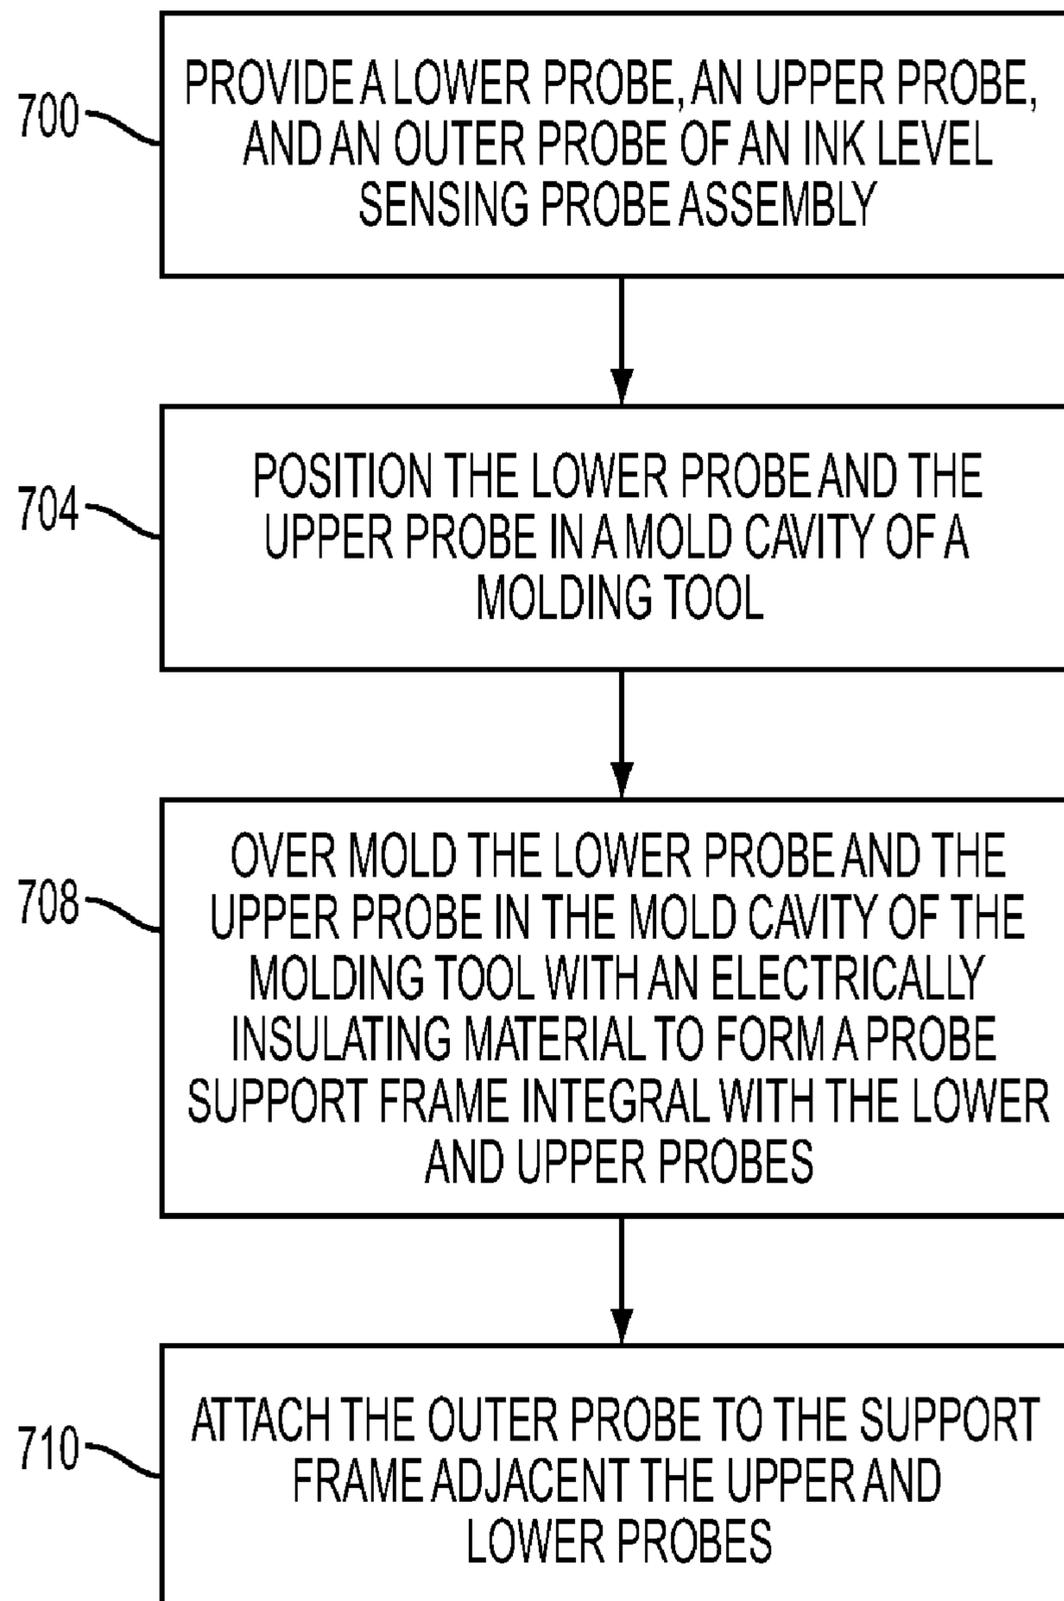 700
PROVIDE A LOWER PROBE, AN UPPER PROBE,
AND AN OUTER PROBE OF AN INK LEVEL
SENSING PROBE ASSEMBLY
704
POSITION THE LOWER PROBE AND THE
UPPER PROBE IN A MOLD CAVITY OF A
MOLDING TOOL
708
OVER MOLD THE LOWER PROBE AND THE
UPPER PROBE IN THE MOLD CAVITY OF THE
MOLDING TOOL WITH AN ELECTRICALLY
INSULATING MATERIAL TO FORM A PROBE
SUPPORT FRAME INTEGRAL WITH THE LOWER
AND UPPER PROBES
710
ATTACH THE OUTER PROBE TO THE SUPPORT
FRAME ADJACENT THE UPPER AND
LOWER PROBES